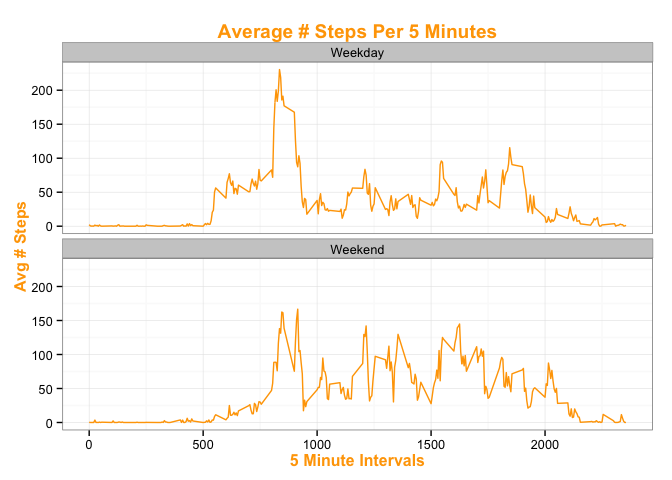 Average # Steps Per 5 Minutes
Weekday
200
150
100
50
0
Weekend
200
150
100
50
0
Avg # Steps
0 500 1000 1500 2000
5 Minute Intervals